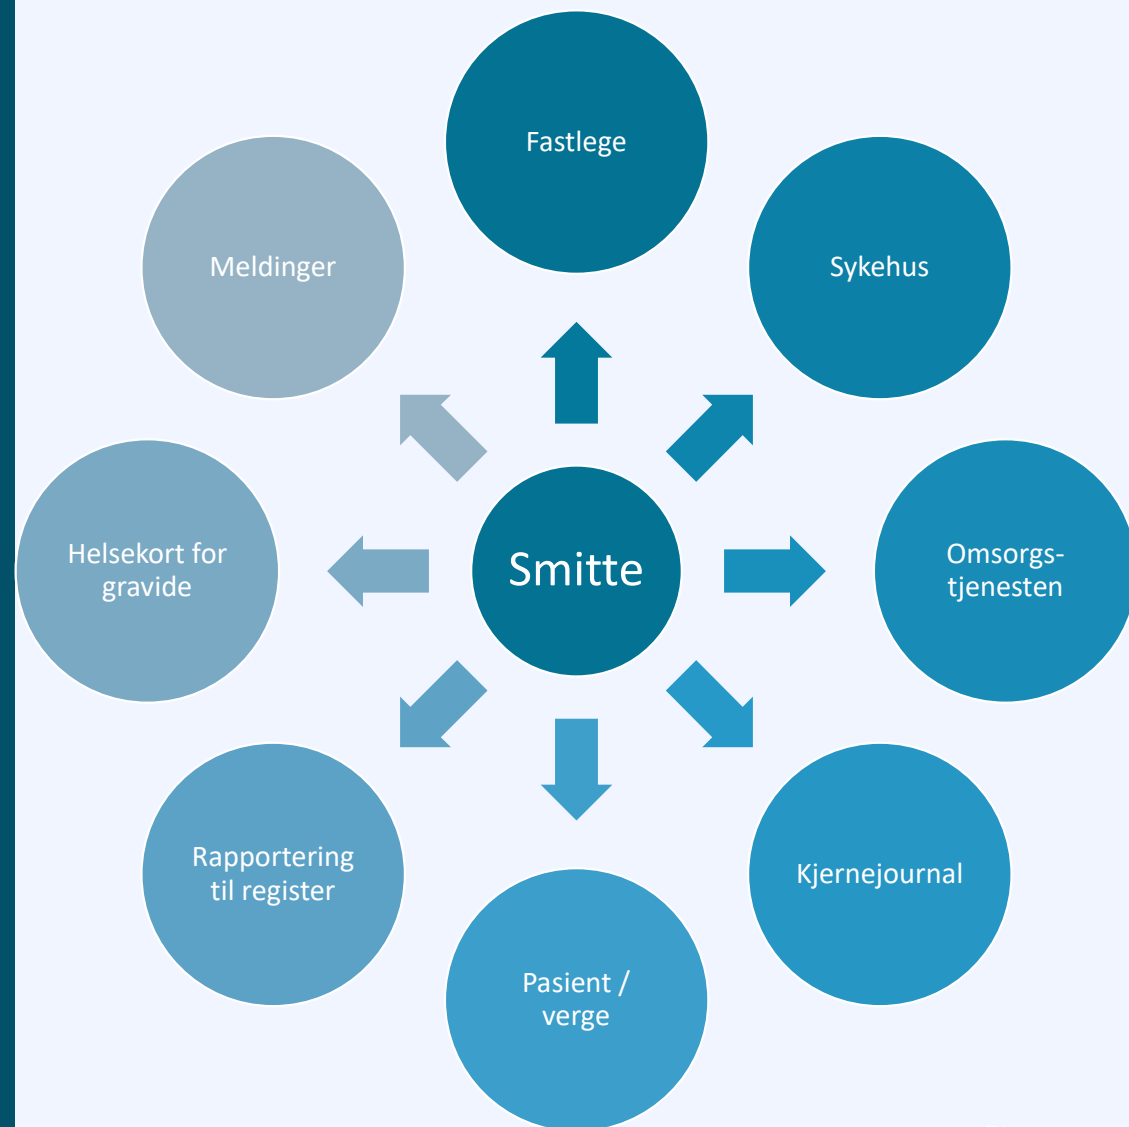 Fastlege
Meldinger
Sykehus
Helsekort for
gravide
Smitte
Omsorgs-
tjenesten
Rapportering
til register
Kjernejournal
Pasient /
verge